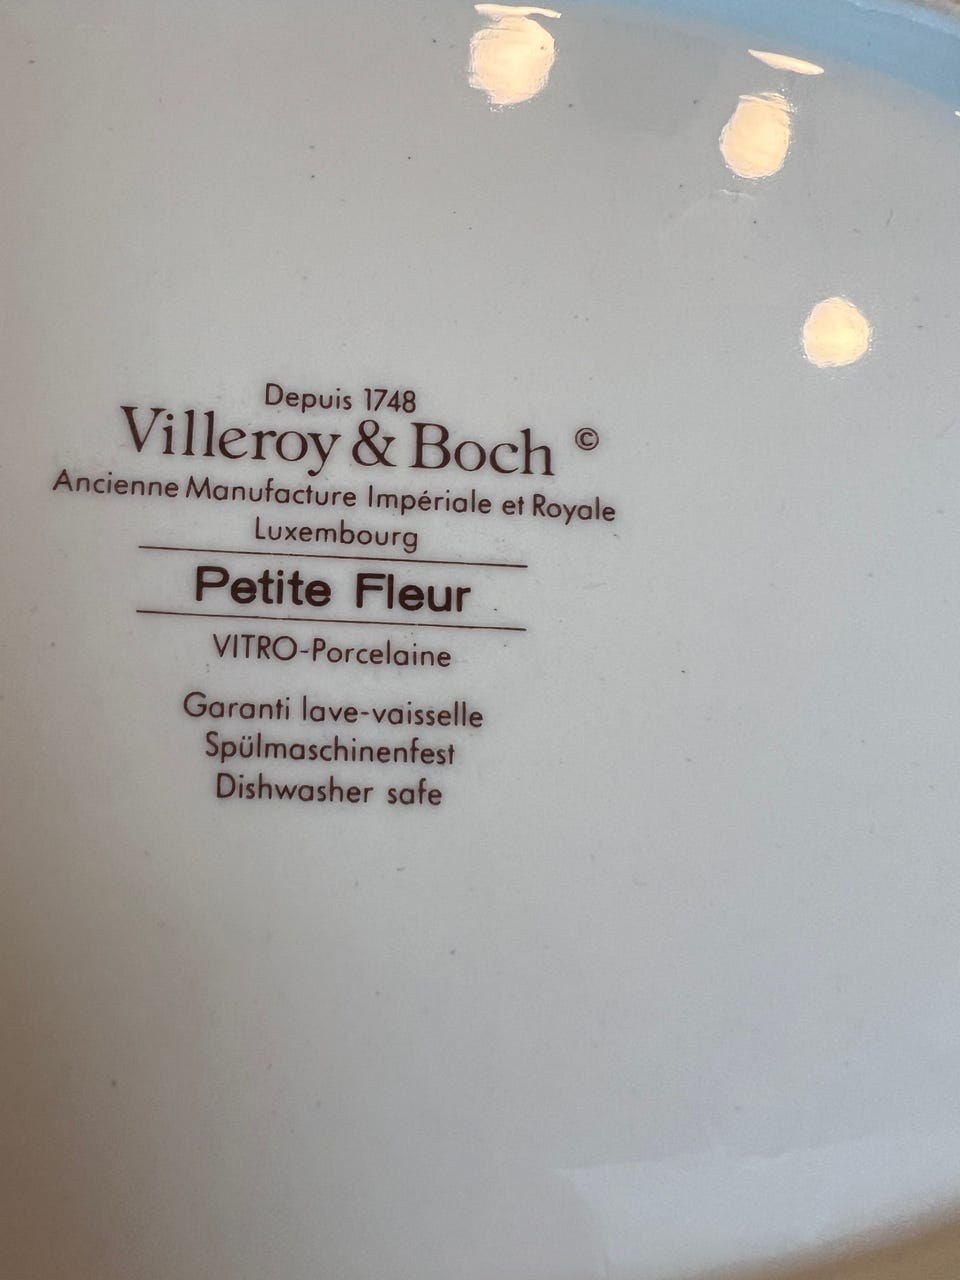 Depuis 1748
Villeroy & Boch ©
Ancienne Manufacture Impériale et Royale
Luxembourg
Petite Fleur
VITRO-Porcelaine
Garanti lave-vaisselle
Spülmaschinenfest
Dishwasher safe